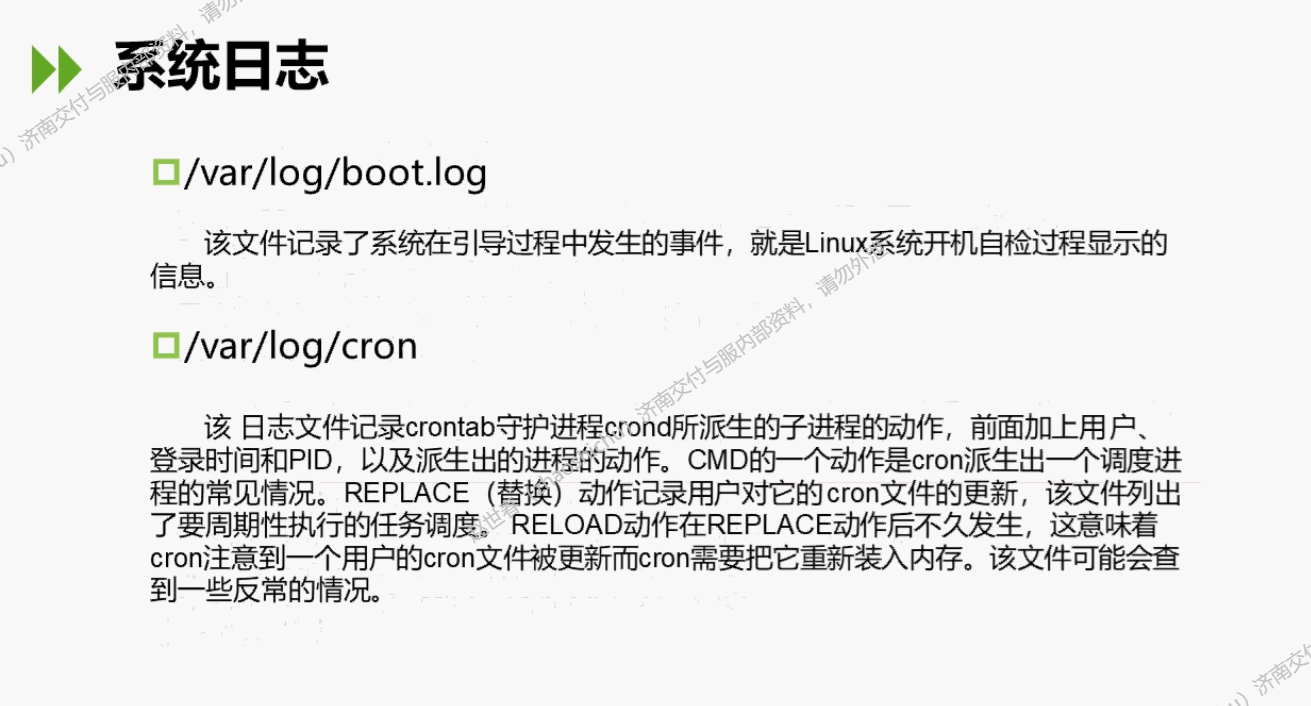 系统日志
/var/log/boot.log
该文件记录了系统在引导过程中发生的事件，就是Linux系统开机自检过程显示的
信息。
/var/log/cron
该 日志文件记录crontab守护进程crond所派生的子进程的动作，前面加上用户、
登录时间和PID，以及派生出的进程的动作。CMD的一个动作是cron派生出一个调度进
程的常见情况。REPLACE（替换）动作记录用户对它的cron文件的更新，该文件列出
了要周期性执行的任务调度。RELOAD动作在REPLACE动作后不久发生，这意味着
cron注意到一个用户的cron文件被更新而cron需要把它重新装入内存。该文件可能会查
到一些反常的情况。
济南交付与服内部资料，请勿
济南交付与服内部资料，请勿外
济南交付